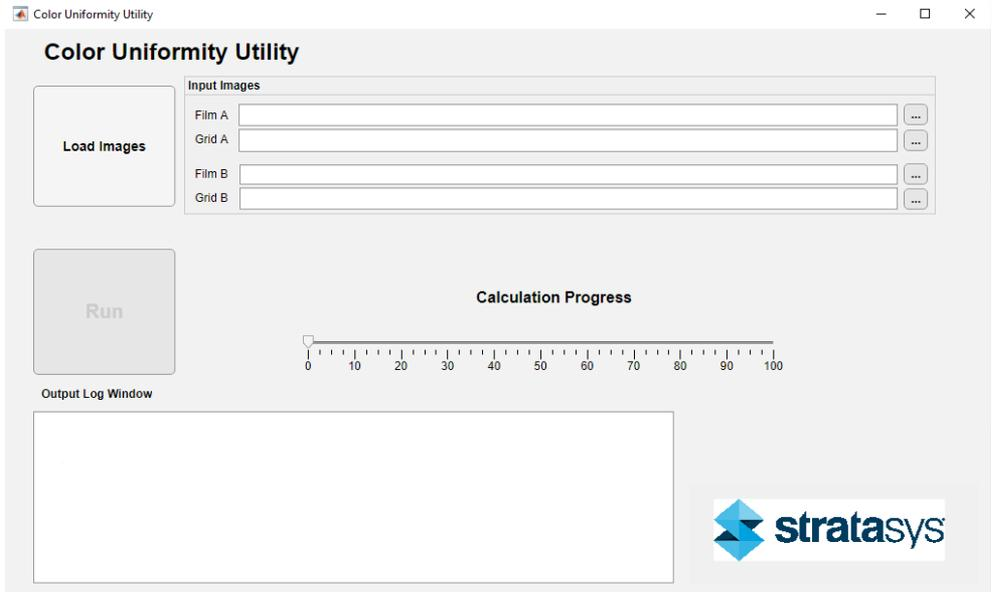 Color Uniformity Utility
Color Uniformity Utility
Input Images
Load Images
Film A ...
Grid A ...
Film B ...
Grid B ...
Run
Calculation Progress
0 10 20 30 40 50 60 70 80 90 100
Output Log Window
stratasys